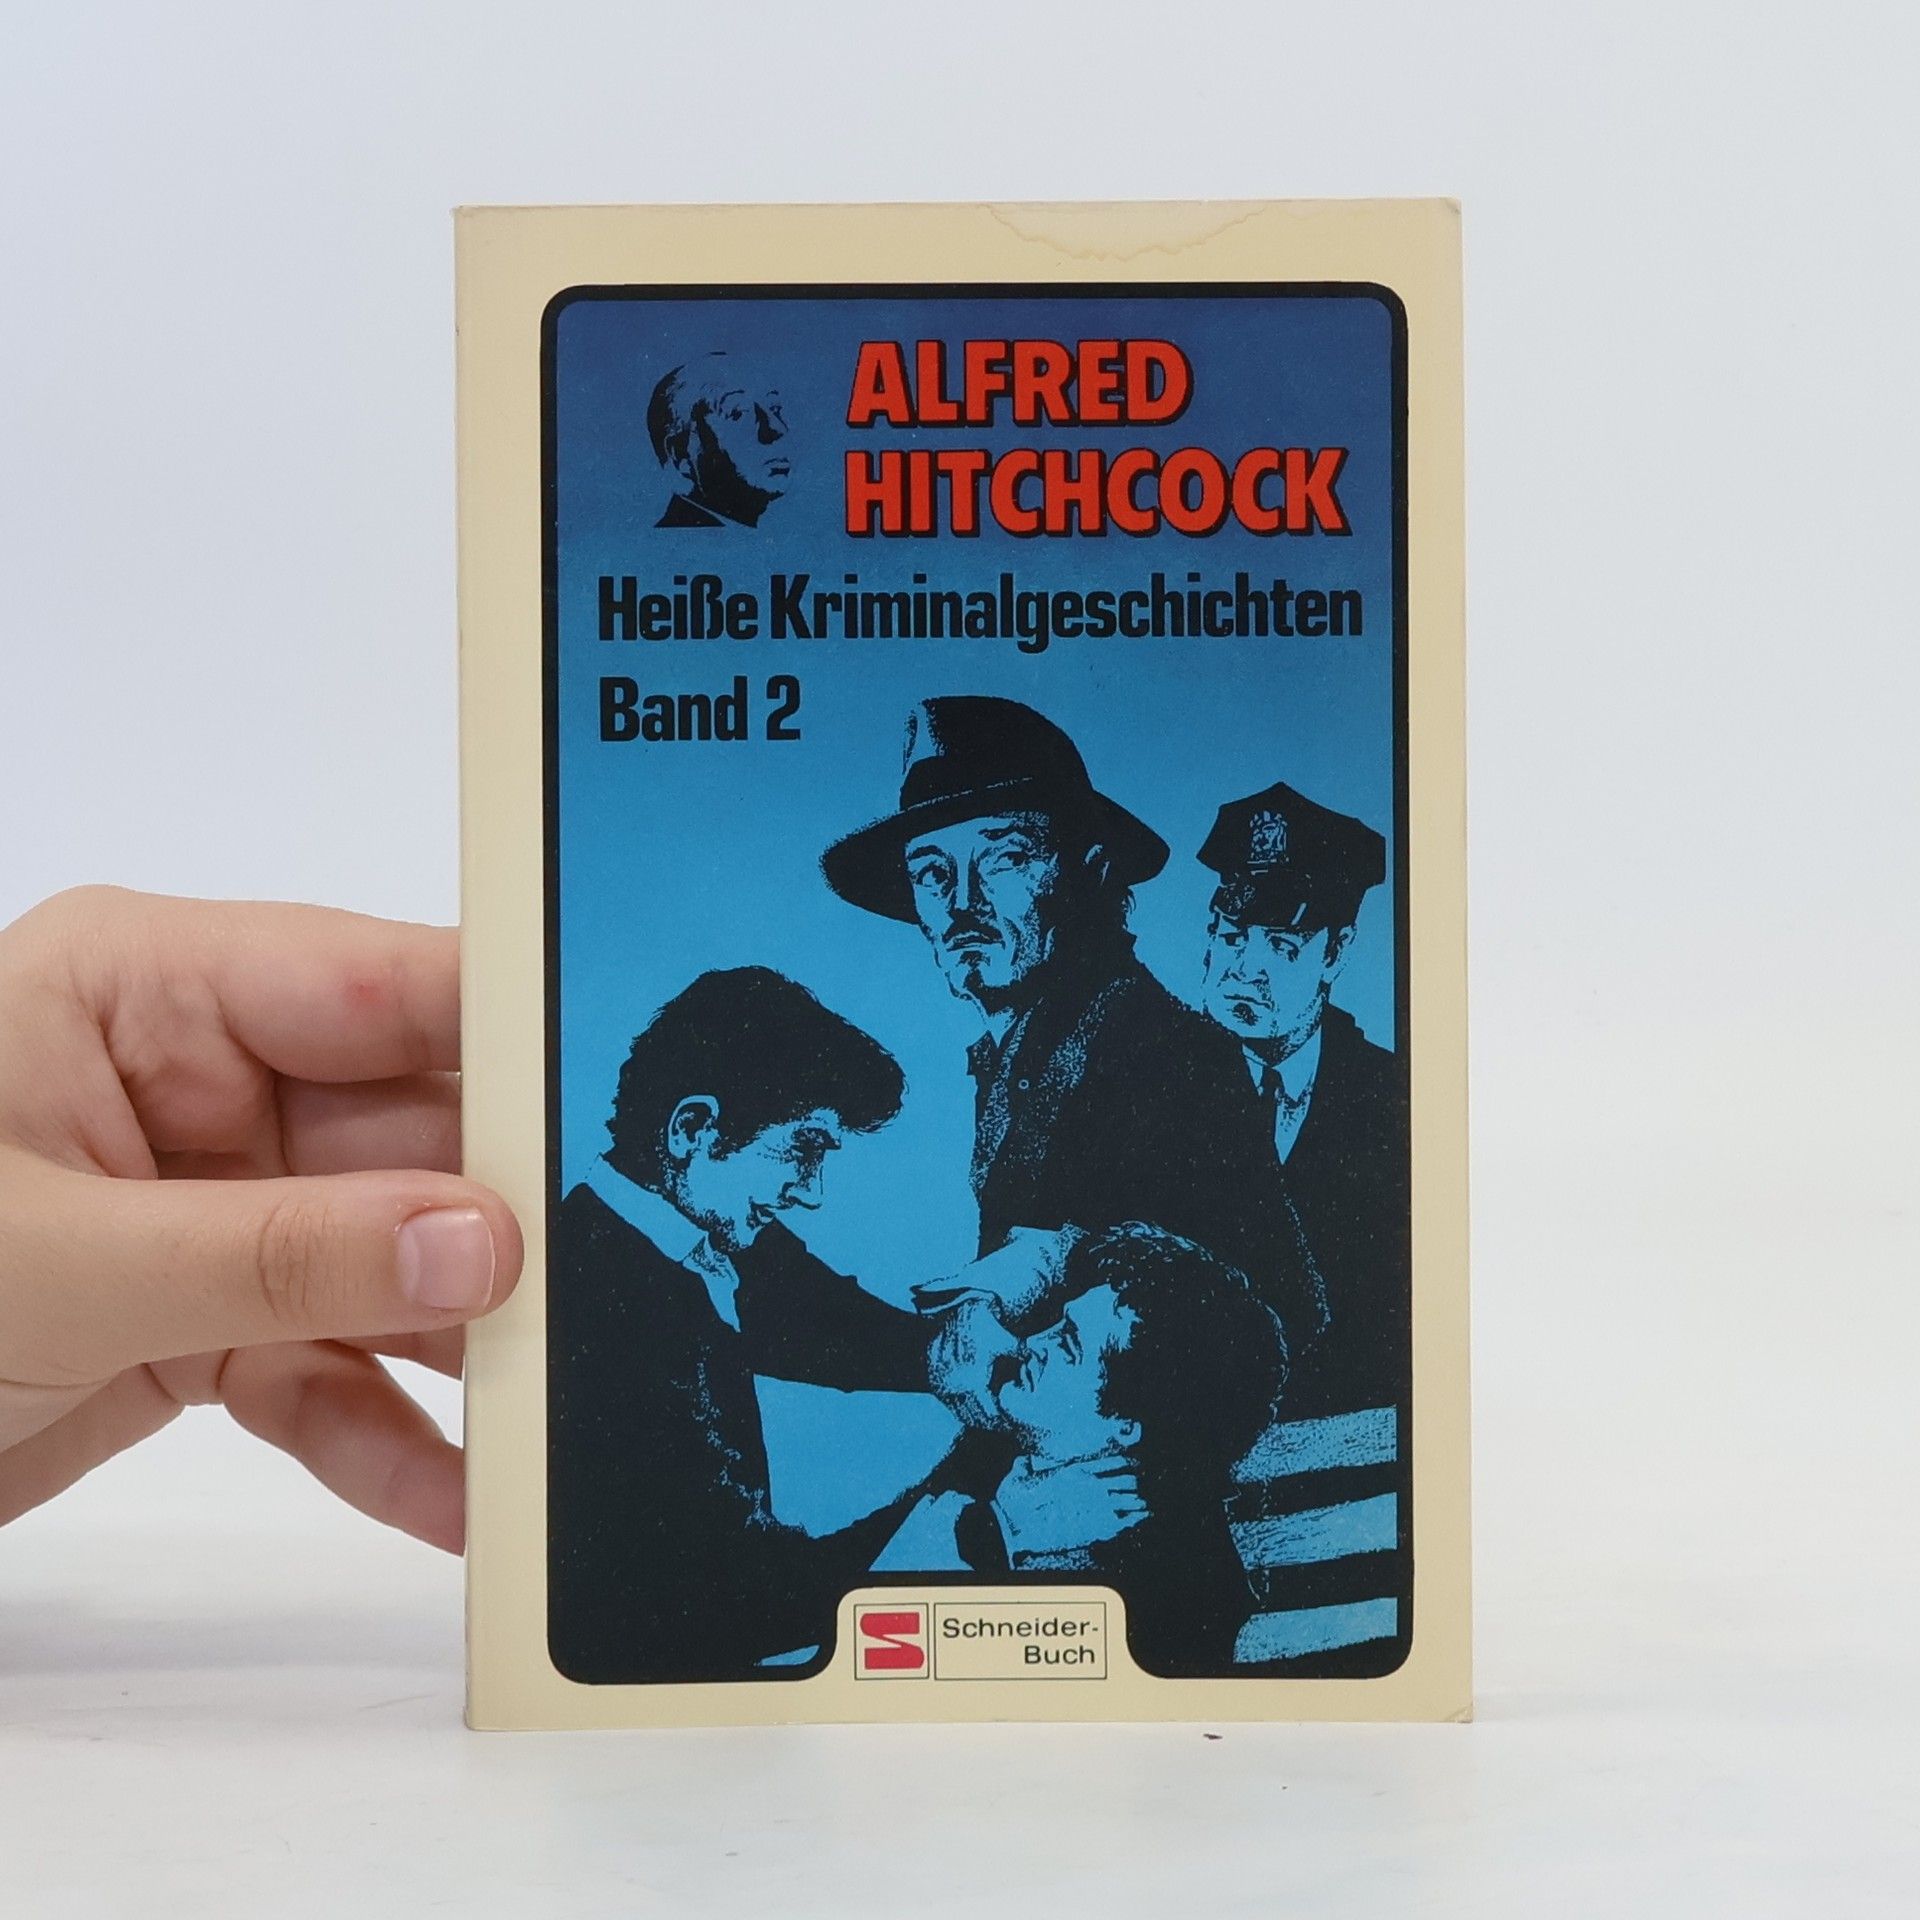 ALFRED
HITCHCOCK
Heiße Kriminalgeschichten
Band 2
Schneider-
Buch